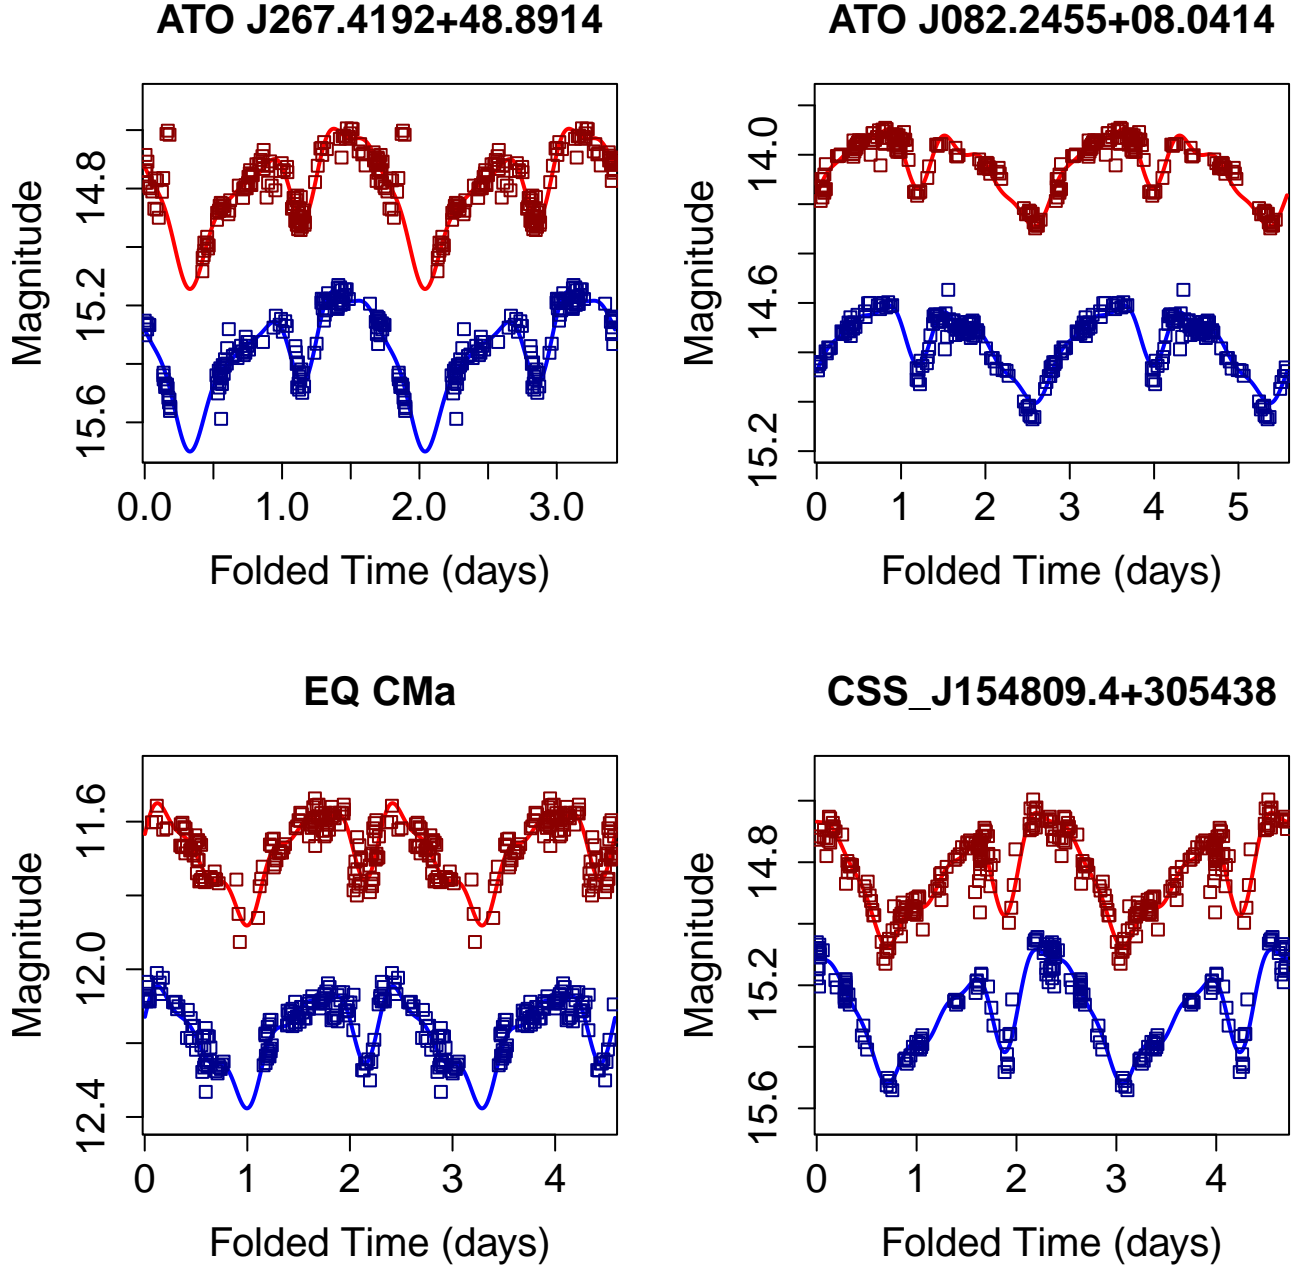 ATO J267.4192+48.8914
Magnitude
14.8
15.2
15.6
0.0 1.0 2.0 3.0
Folded Time (days)
ATO J082.2455+08.0414
Magnitude
14.0
14.6
15.2
0 1 2 3 4 5
Folded Time (days)
EQ CMa
Magnitude
11.6
12.0
12.4
0 1 2 3 4
Folded Time (days)
CSS_J154809.4+305438
Magnitude
14.8
15.2
15.6
0 1 2 3 4
Folded Time (days)